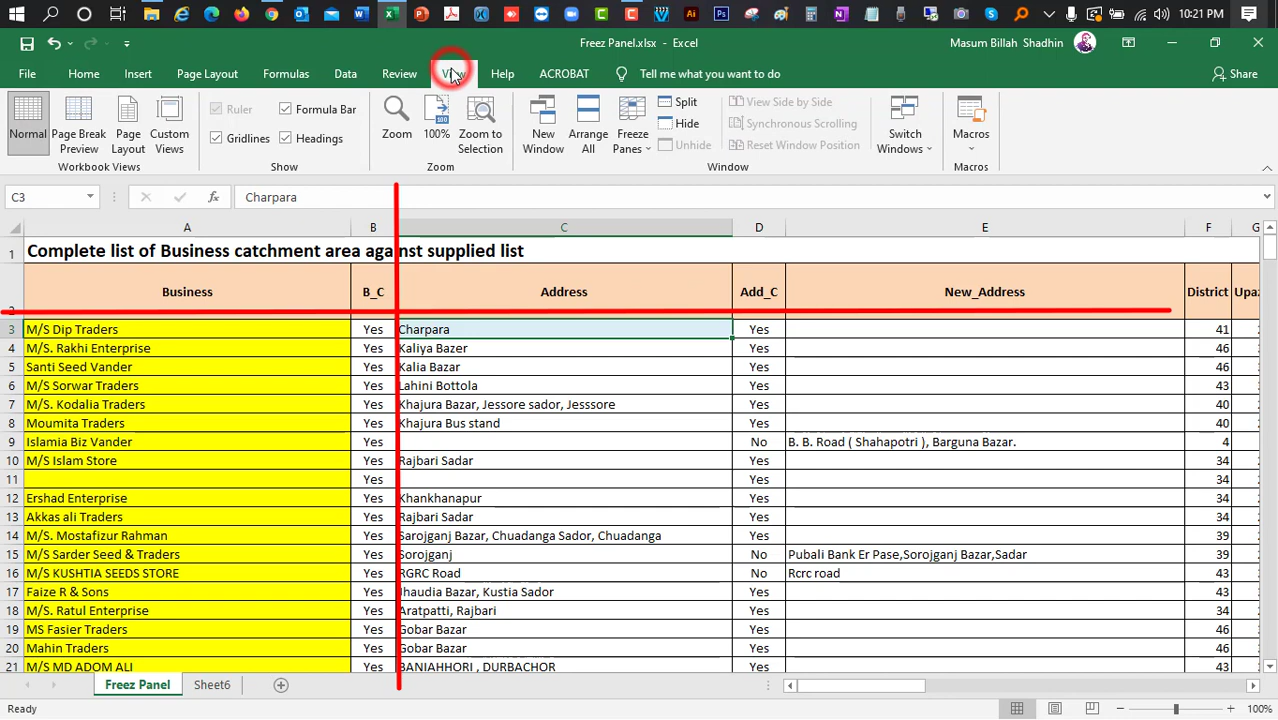 10:21 PM
Freez Panel.xlsx - Excel
Masum Billah Shadhin
File Home Insert Page Layout Formulas Data Review View Help ACROBAT Tell me what you want to do Share
Normal
Page Break Preview
Page Layout
Custom Views
Workbook Views
Ruler
Formula Bar
Gridlines
Headings
Show
Zoom
100%
Zoom to Selection
Zoom
New Window
Arrange All
Freeze Panes
Split
Hide
Unhide
View Side by Side
Synchronous Scrolling
Reset Window Position
Window
Switch Windows
Macros
Macros
C3 fx Charpara
A B C D E F G
1 Complete list of Business catchment area against supplied list
2 Business B_C Address Add_C New_Address District Upaz
3 M/S Dip Traders Yes Charpara Yes 41
4 M/S. Rakhi Enterprise Yes Kaliya Bazer Yes 46
5 Santi Seed Vander Yes Kalia Bazar Yes 46
6 M/S Sorwar Traders Yes Lahini Bottola Yes 43
7 M/S. Kodalia Traders Yes Khajura Bazar, Jessore sador, Jesssore Yes 40
8 Moumita Traders Yes Khajura Bus stand Yes 40
9 Islamia Biz Vander Yes No B. B. Road ( Shahapotri ), Barguna Bazar. 4
10 M/S Islam Store Yes Rajbari Sadar Yes 34
11 Yes Yes 34
12 Ershad Enterprise Yes Khankhanapur Yes 34
13 Akkas ali Traders Yes Rajbari Sadar Yes 34
14 M/S. Mostafizur Rahman Yes Sarojganj Bazar, Chuadanga Sador, Chuadanga Yes 39
15 M/S Sarder Seed & Traders Yes Sorojganj No Pubali Bank Er Pase,Sorojganj Bazar,Sadar 39
16 M/S KUSHTIA SEEDS STORE Yes RGRC Road No Rcrc road 43
17 Faize R & Sons Yes Jhaudia Bazar, Kustia Sador Yes 43
18 M/S. Ratul Enterprise Yes Aratpatti, Rajbari Yes 34
19 MS Fasier Traders Yes Gobar Bazar Yes 46
20 Mahin Traders Yes Gobar Bazar Yes 46
21 M/S MD ADOM ALI Yes BANIAHHORI , DURBACHOR Yes 43
Freez Panel Sheet6
Ready 100%